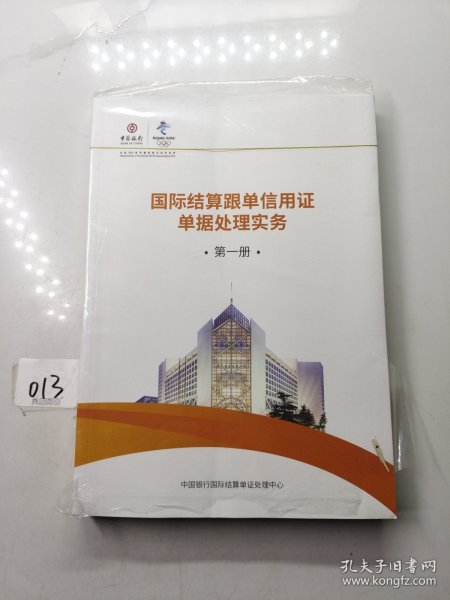 中国银行
BANK OF CHINA
BEIJING 2022
国际结算跟单信用证
单据处理实务
·第一册·
013
中国银行国际结算单证处理中心
孔夫子旧书网
www.kongfz.com